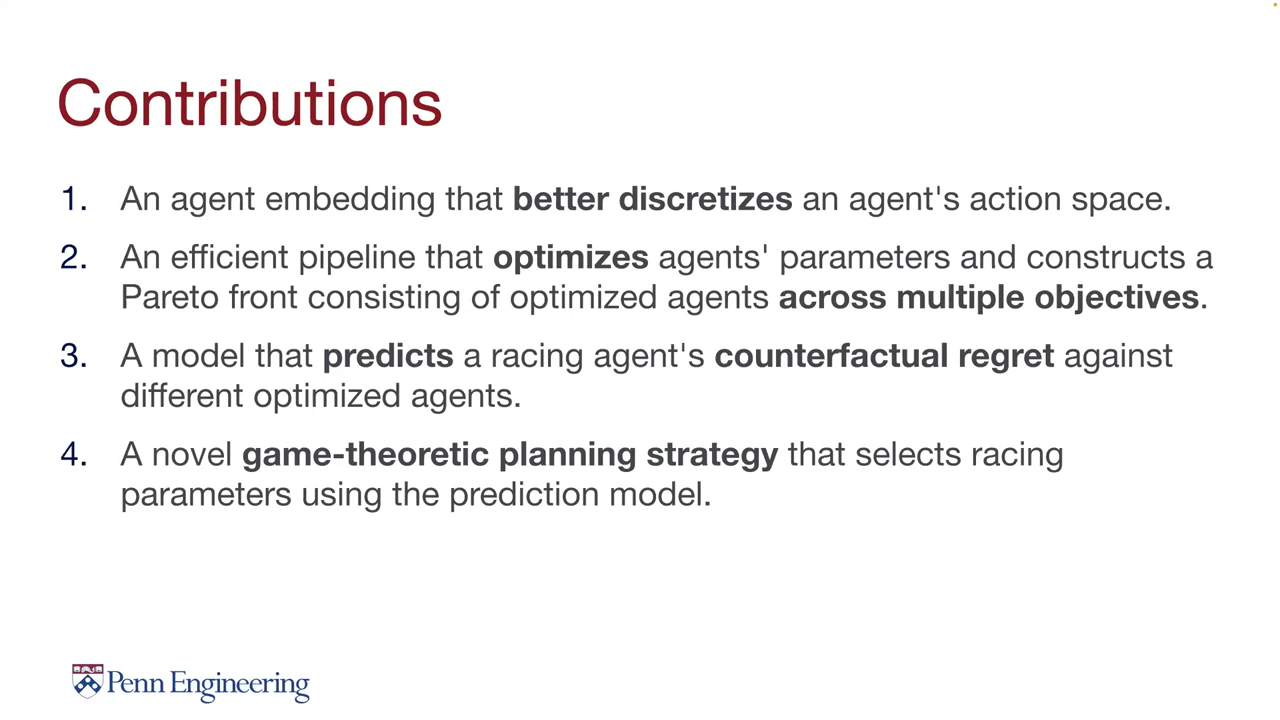 Contributions
1. An agent embedding that better discretizes an agent's action space.
2. An efficient pipeline that optimizes agents' parameters and constructs a
Pareto front consisting of optimized agents across multiple objectives.
3. A model that predicts a racing agent's counterfactual regret against
different optimized agents.
4. A novel game-theoretic planning strategy that selects racing
parameters using the prediction model.
Penn Engineering